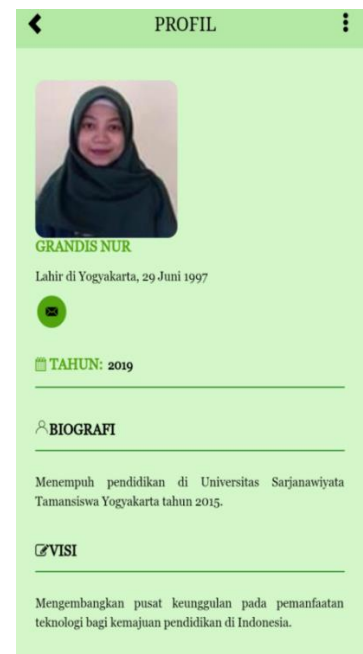 PROFIL
GRANDIS NUR
Lahir di Yogyakarta, 29 Juni 1997
TAHUN: 2019
BIOGRAFI
Menempuh pendidikan di Universitas Sarjanawiyata
Tamansiswa Yogyakarta tahun 2015.
VISI
Mengembangkan pusat keunggulan pada pemanfaatan
teknologi bagi kemajuan pendidikan di Indonesia.